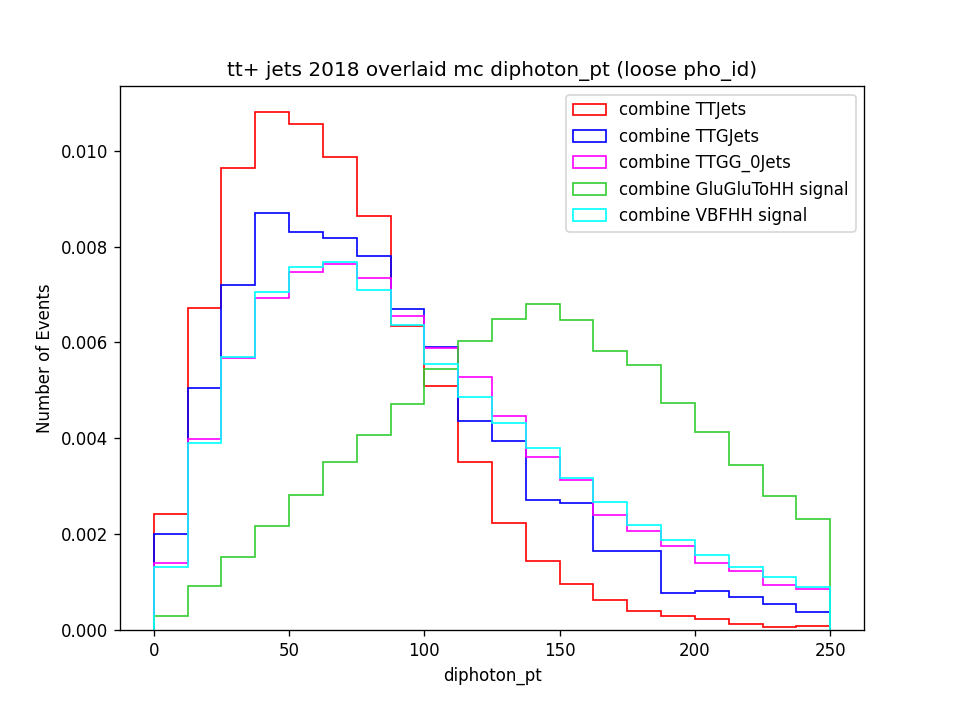 tt+ jets 2018 overlaid mc diphoton_pt (loose pho_id)
combine TTJets
combine TTGJets
combine TTGG_0Jets
combine GluGluToHH signal
combine VBFHH signal
Number of Events
0.010
0.008
0.006
0.004
0.002
0.000
0 50 100 150 200 250
diphoton_pt